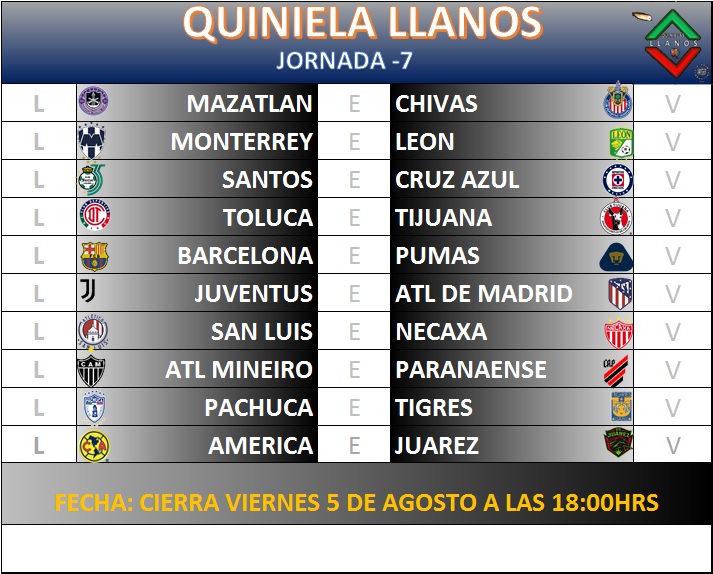 QUINIELA LLANOS
JORNADA -7
LLANOS
L MAZATLAN E CHIVAS V
L MONTERREY E LEON V
L SANTOS E CRUZ AZUL V
L TOLUCA E TIJUANA V
L BARCELONA E PUMAS V
L JUVENTUS E ATL DE MADRID V
L SAN LUIS E NECAXA V
L ATL MINEIRO E PARANAENSE V
L PACHUCA E TIGRES V
L AMERICA E JUAREZ V
FECHA: CIERRA VIERNES 5 DE AGOSTO A LAS 18:00HRS